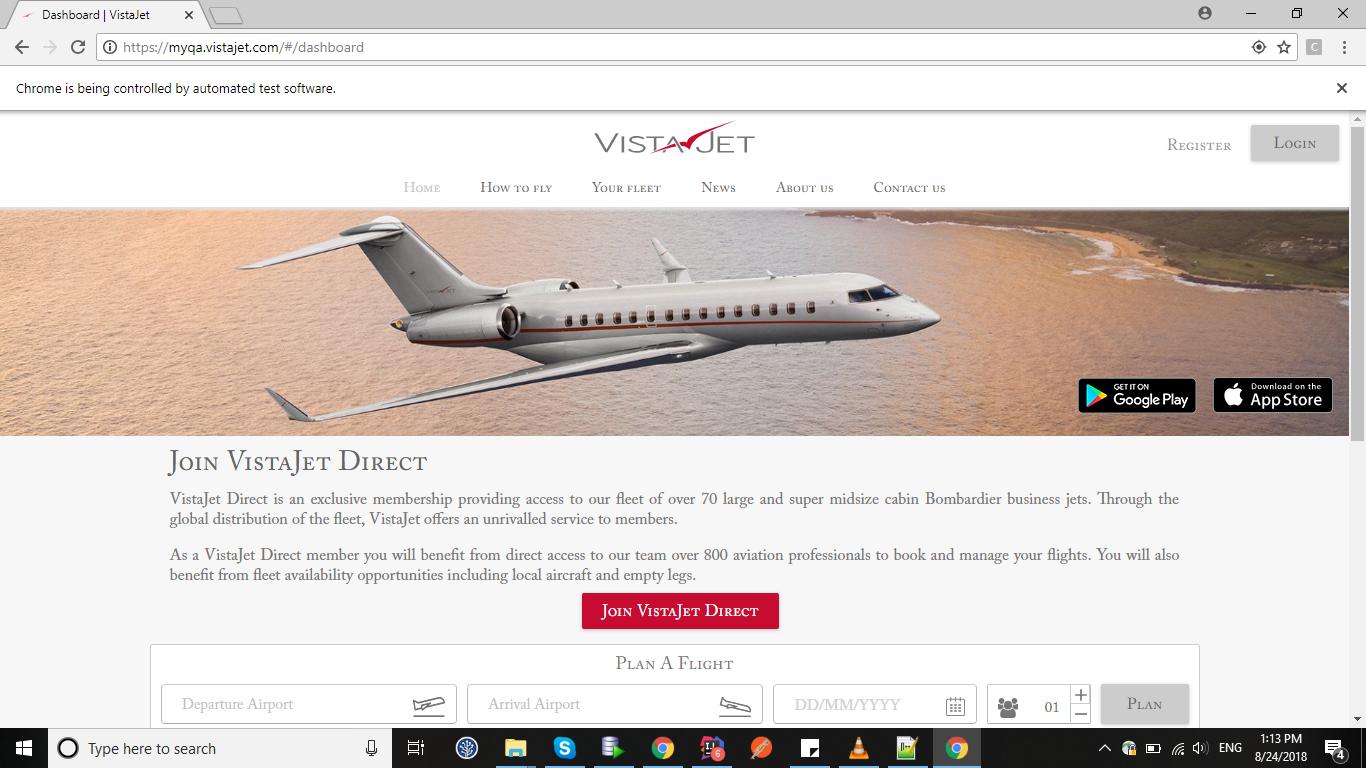 Dashboard | VistaJet
https://myqa.vistajet.com/#/dashboard
C
Chrome is being controlled by automated test software.
VISTAJET
REGISTER
LOGIN
HOME
HOW TO FLY
YOUR FLEET
NEWS
ABOUT US
CONTACT US
GET IT ON
Google Play
Download on the
App Store
JOIN VISTAJET DIRECT
VistaJet Direct is an exclusive membership providing access to our fleet of over 70 large and super midsize cabin Bombardier business jets. Through the
global distribution of the fleet, VistaJet offers an unrivalled service to members.
As a VistaJet Direct member you will benefit from direct access to our team over 800 aviation professionals to book and manage your flights. You will also
benefit from fleet availability opportunities including local aircraft and empty legs.
JOIN VISTAJET DIRECT
PLAN A FLIGHT
Departure Airport
Arrival Airport
DD/MM/YYYY
01
PLAN
Type here to search
6
ENG
1:13 PM
8/24/2018
4